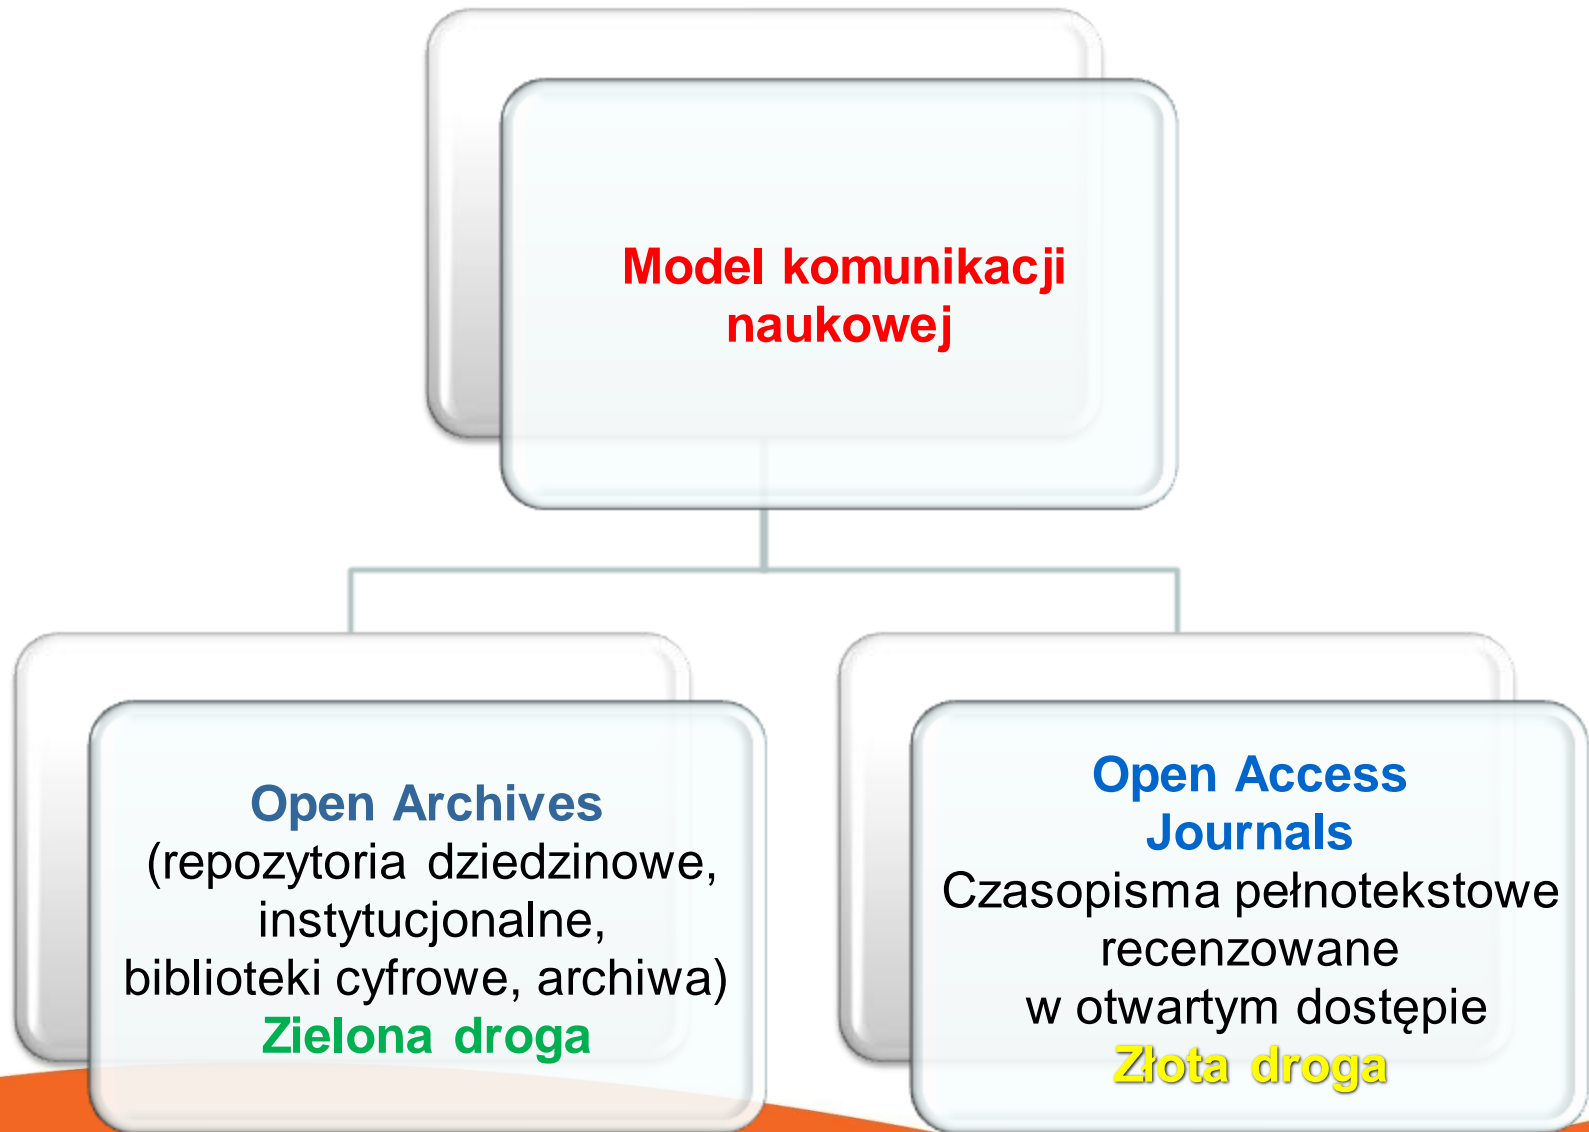 Model komunikacji
naukowej
Open Archives
(repozytoria dziedzinowe,
instytucjonalne,
biblioteki cyfrowe, archiwa)
Zielona droga
Open Access
Journals
Czasopisma pełnotekstowe
recenzowane
w otwartym dostępie
Złota droga